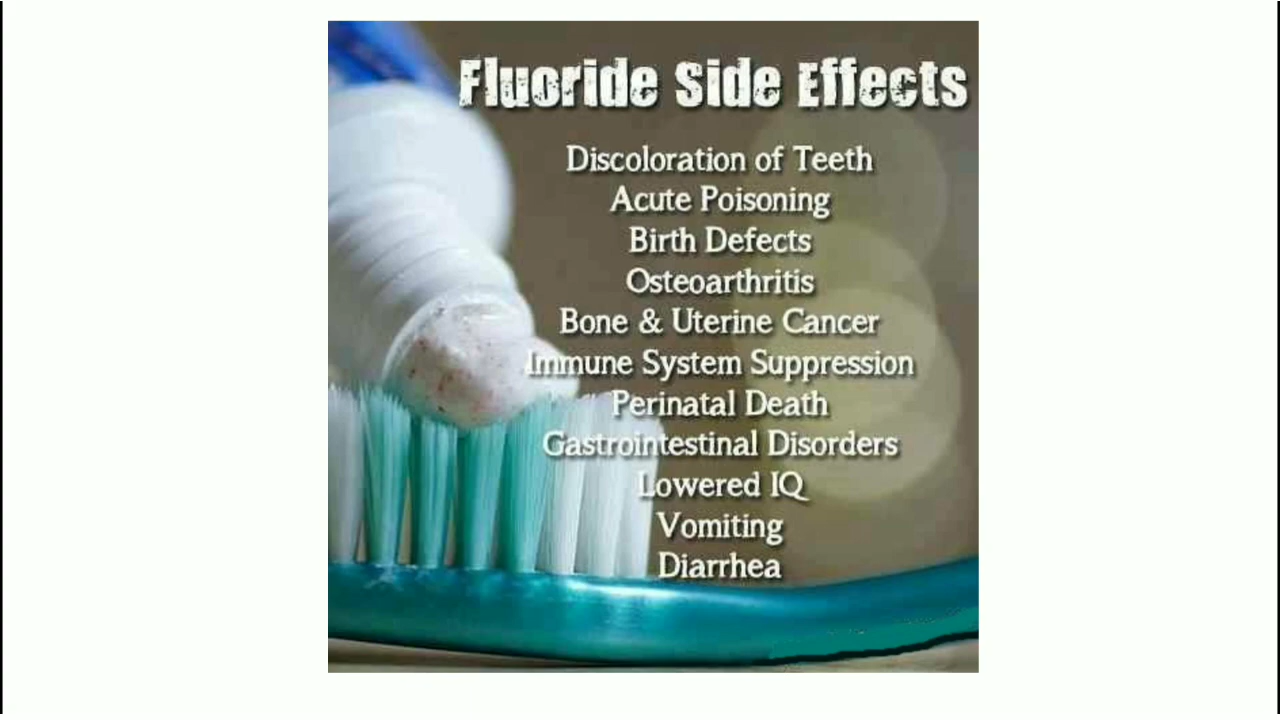 Fluoride Side Effects
Discoloration of Teeth
Acute Poisoning
Birth Defects
Osteoarthritis
Bone & Uterine Cancer
Immune System Suppression
Perinatal Death
Gastrointestinal Disorders
Lowered IQ
Vomiting
Diarrhea